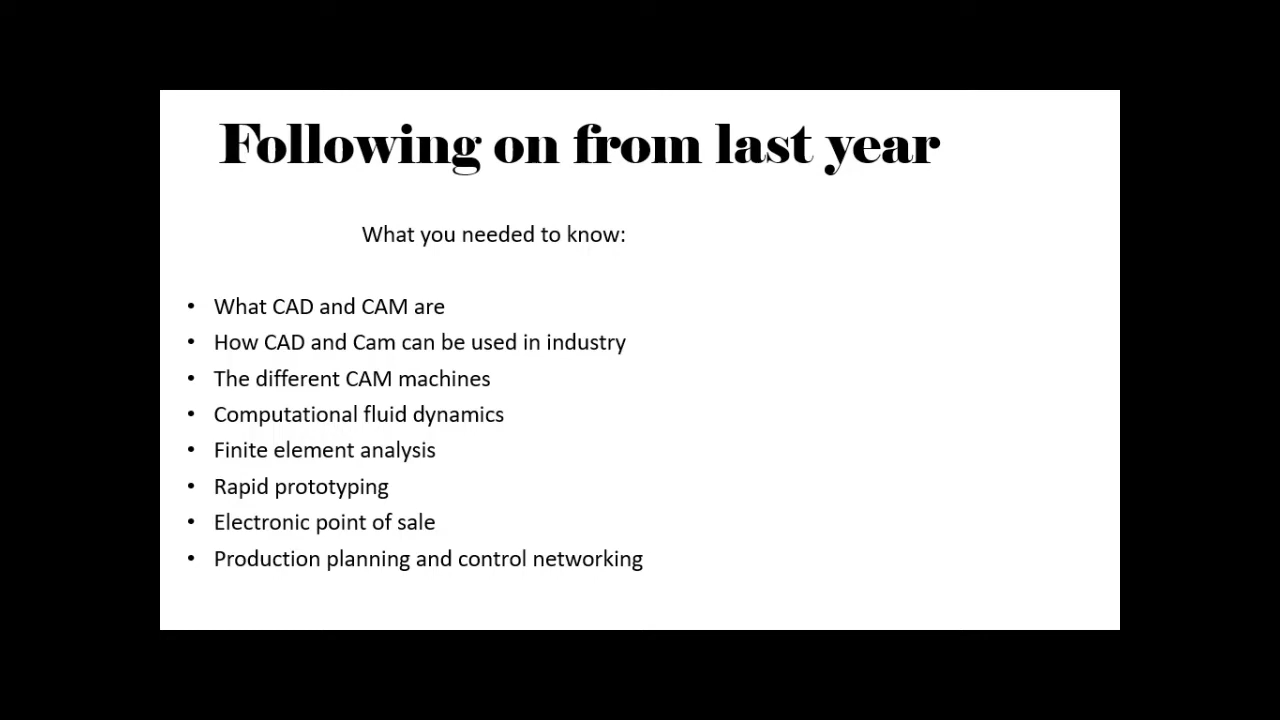 Following on from last year
What you needed to know:
• What CAD and CAM are
• How CAD and Cam can be used in industry
• The different CAM machines
• Computational fluid dynamics
• Finite element analysis
• Rapid prototyping
• Electronic point of sale
• Production planning and control networking